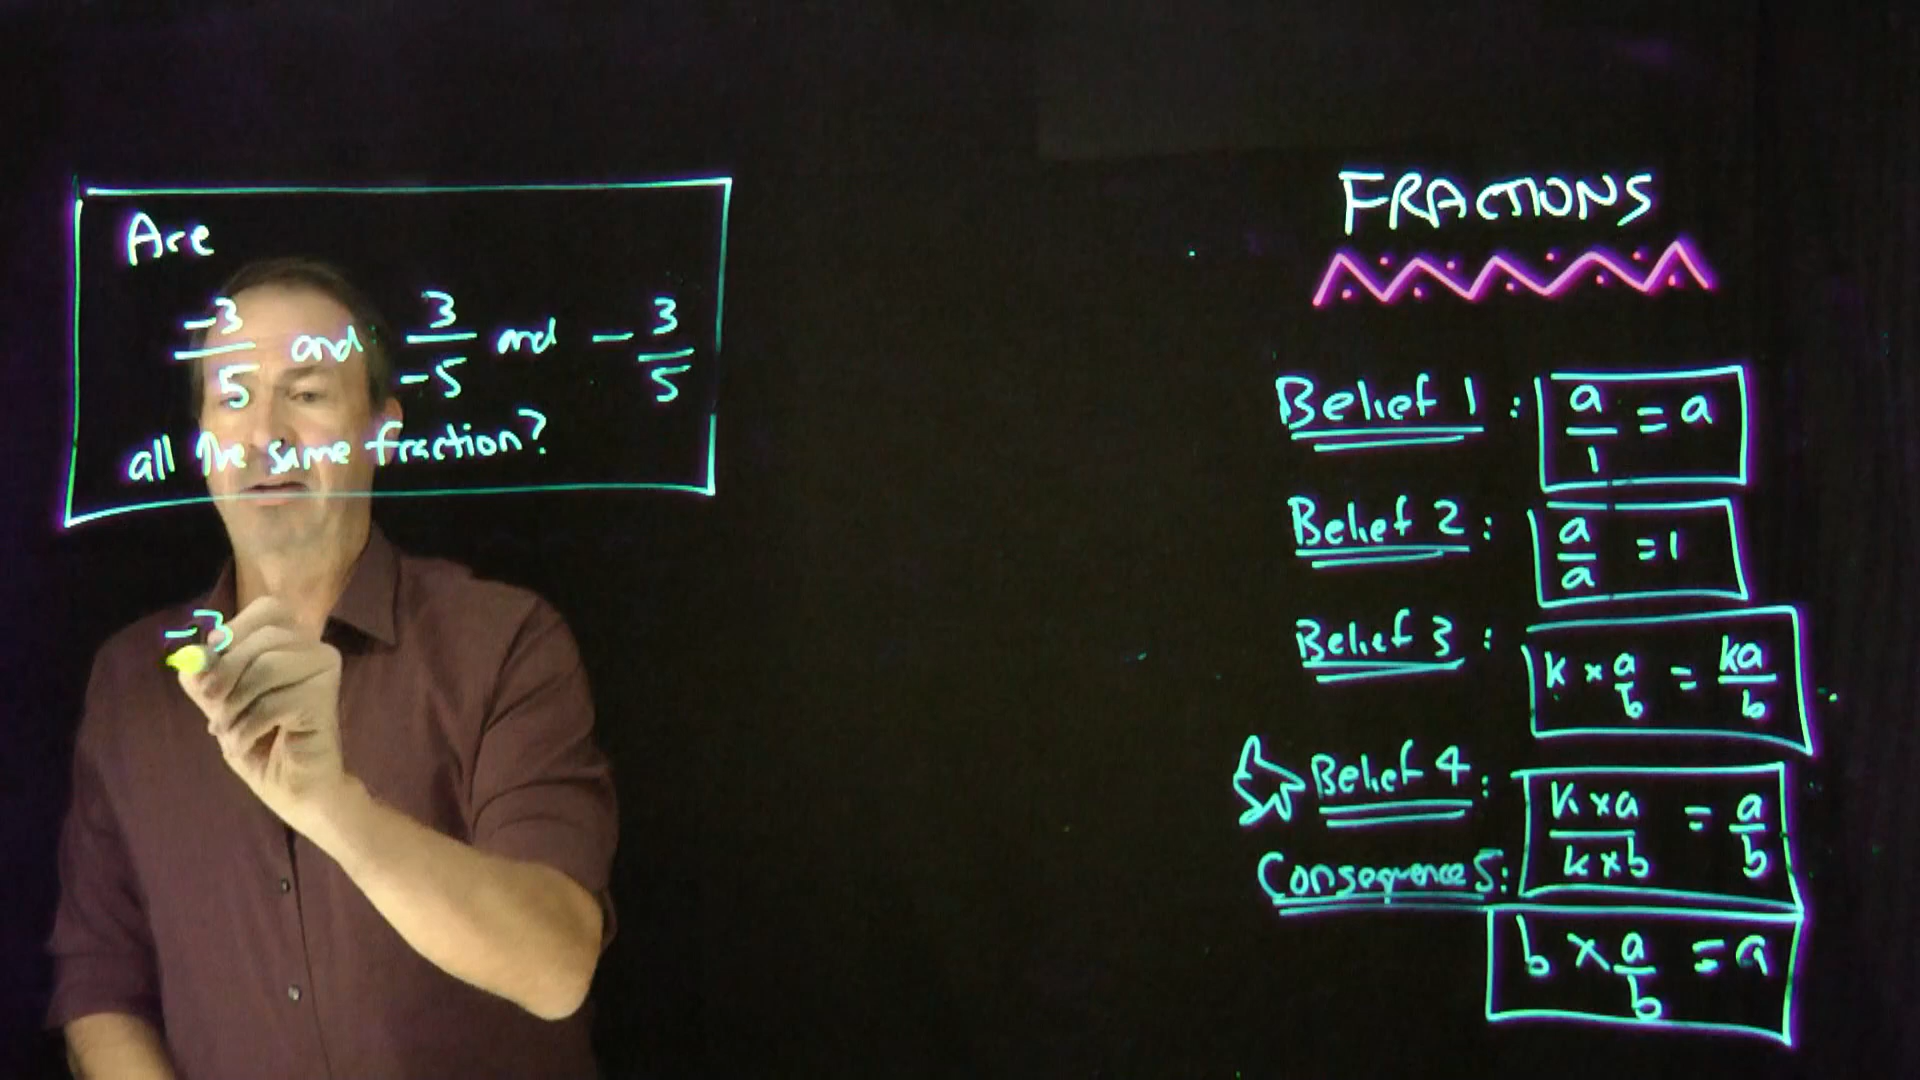 Are
-3/5 and 3/-5 and - 3/5
all the same fraction?
-3
FRACTIONS
Belief 1 : a/1 = a
Belief 2 : a/a = 1
Belief 3 : k × a/b = ka/b
Belief 4 : k × a/k × b = a/b
Consequence 5 : b × a/b = a